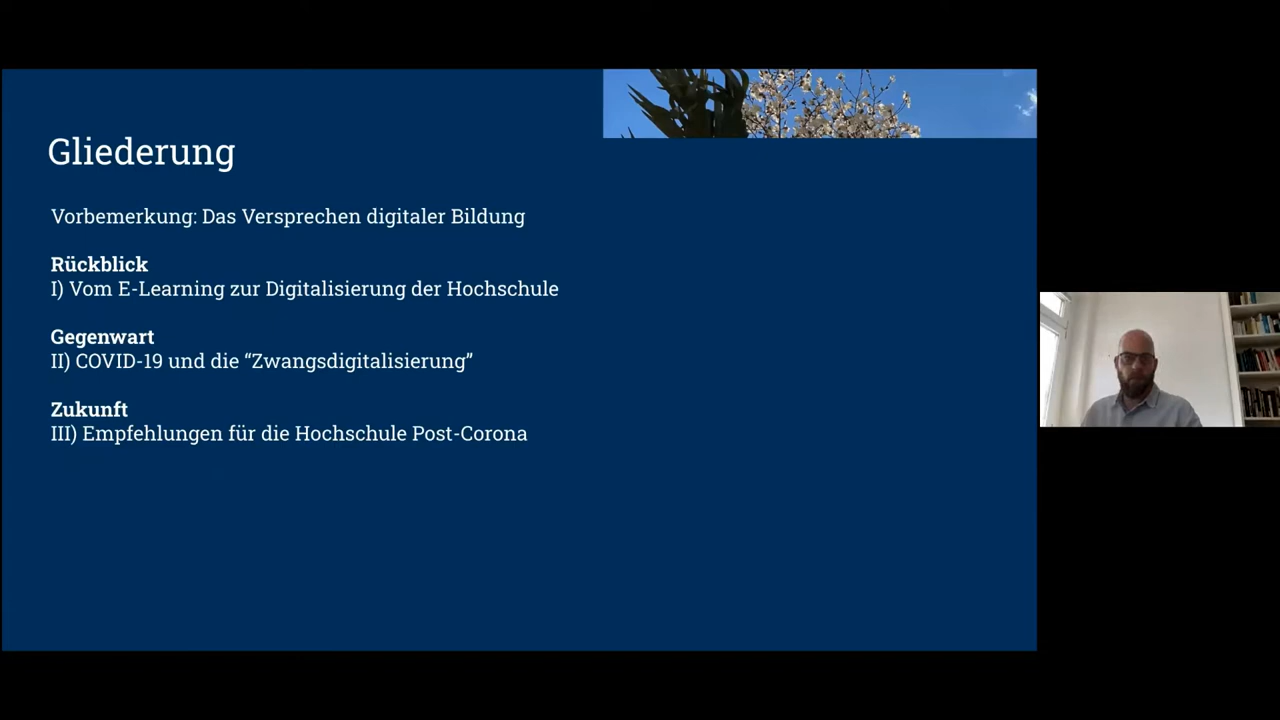 Gliederung
Vorbemerkung: Das Versprechen digitaler Bildung
Rückblick
I) Vom E-Learning zur Digitalisierung der Hochschule
Gegenwart
II) COVID-19 und die “Zwangsdigitalisierung”
Zukunft
III) Empfehlungen für die Hochschule Post-Corona